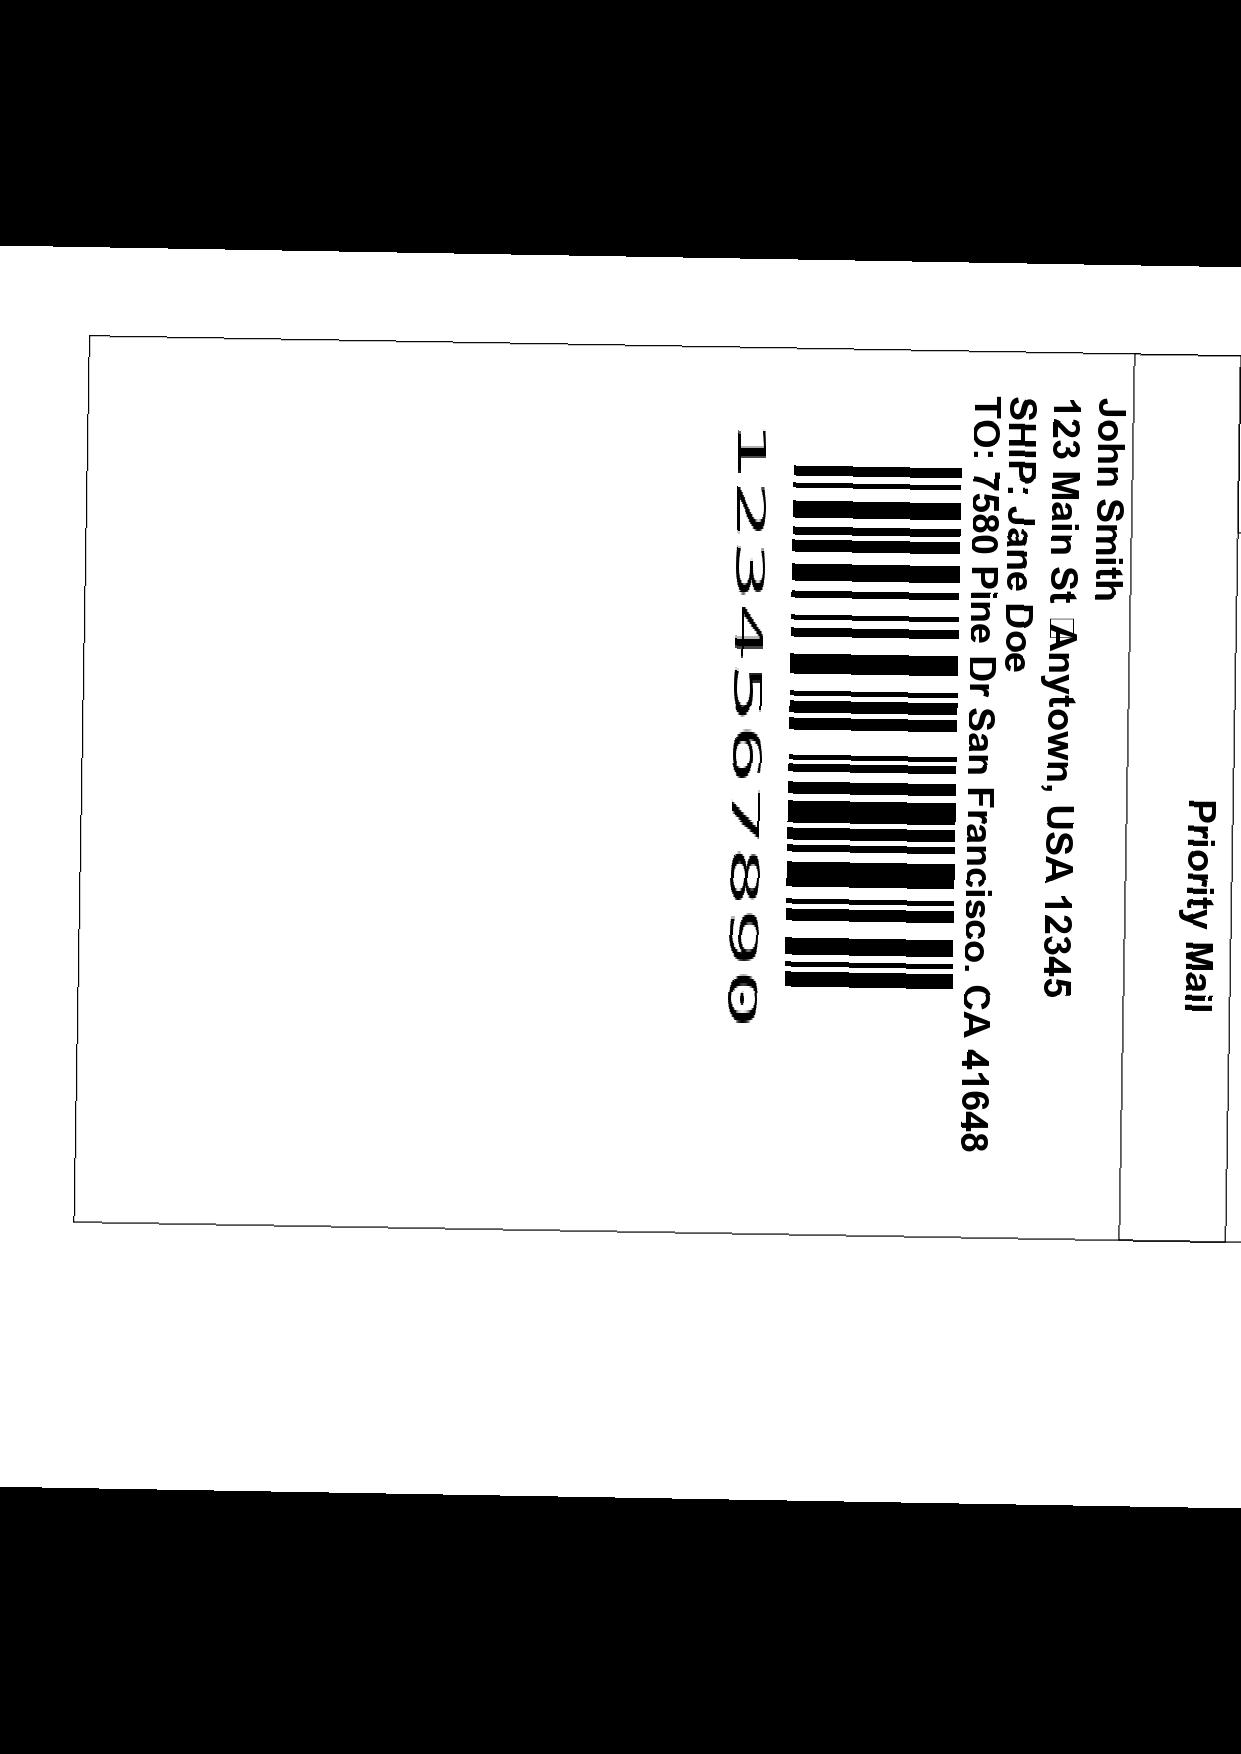 Priority Mail
John Smith
123 Main St Anytown, USA 12345
SHIP: Jane Doe
TO: 7580 Pine Dr San Francisco. CA 41648
1234567890